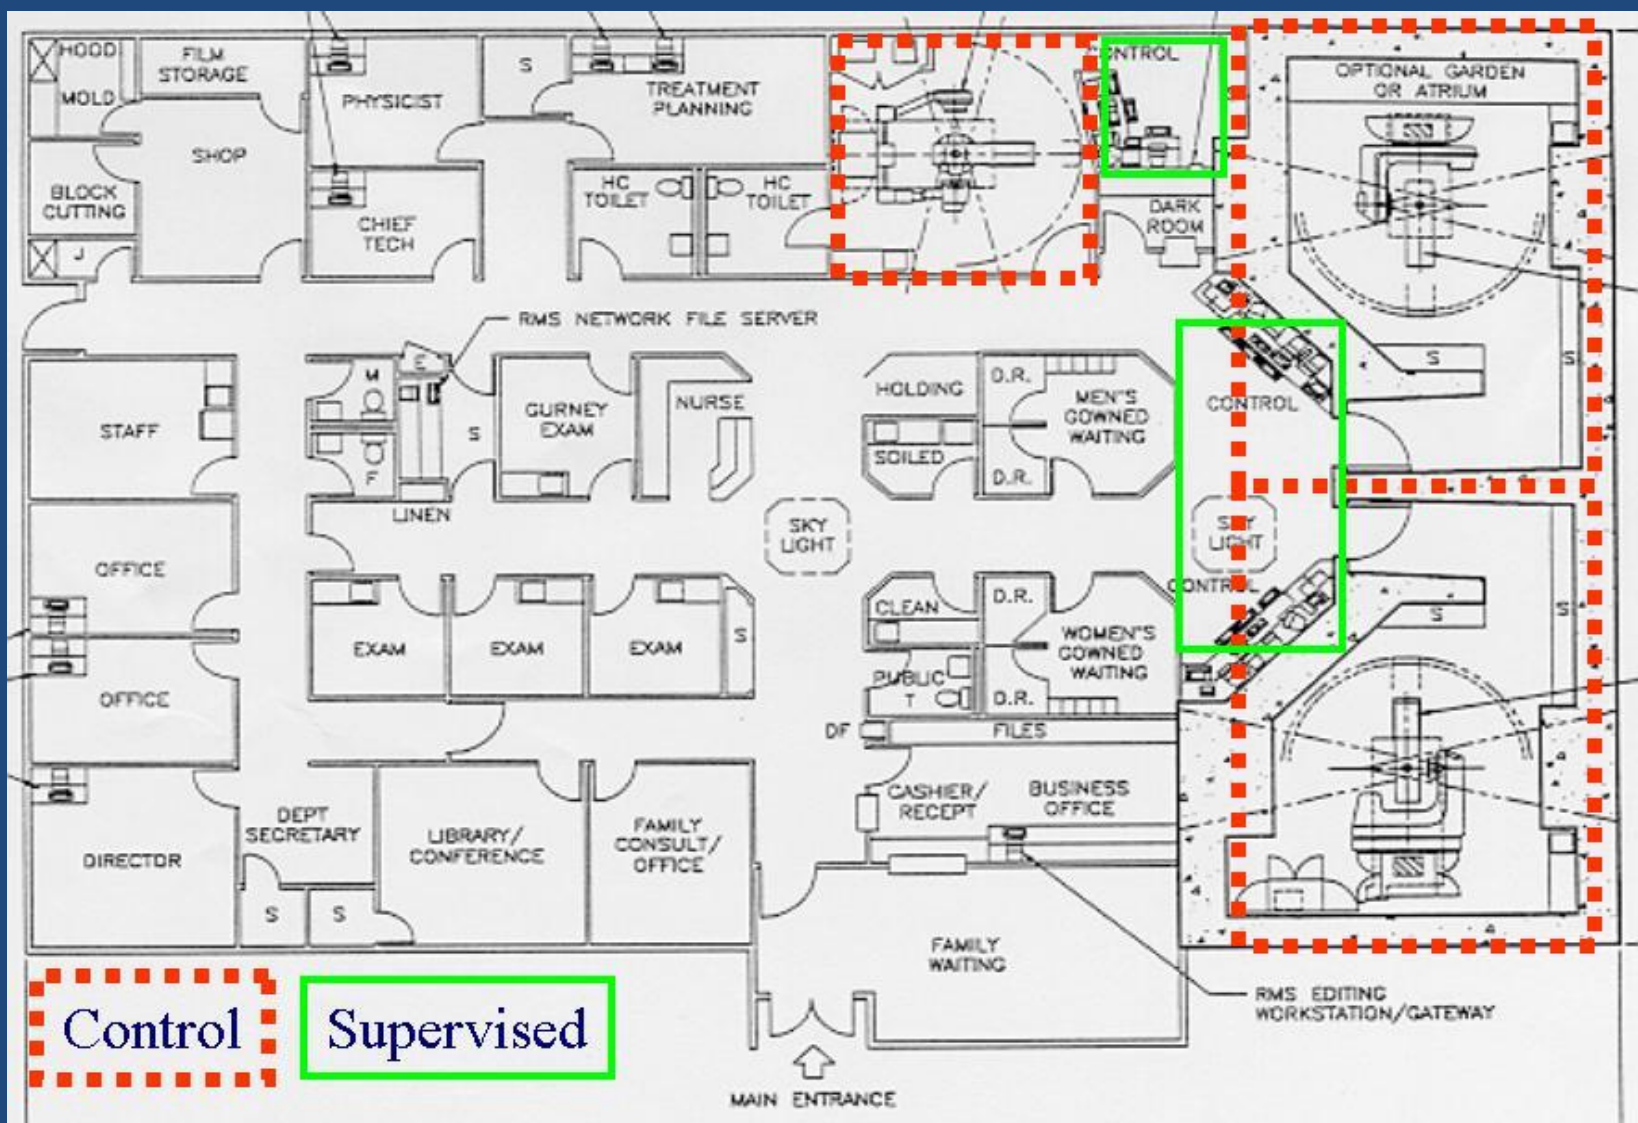 HOOD
MOLD
FILM
STORAGE
SHOP
BLOCK
CUTTING
J
PHYSICIST
CHIEF
TECH
S
TREATMENT
PLANNING
HC
TOILET
HC
TOILET
ONTROL
DARK
ROOM
OPTIONAL GARDEN
OR ATRIUM
S
S
RMS NETWORK FILE SERVER
STAFF
M
F
E
S
LINEN
GURNEY
EXAM
NURSE
HOLDING
SOILED
D.R.
D.R.
MEN'S
GOWNED
WAITING
CONTROL
SKY
LIGHT
SKY
LIGHT
CONTROL
OFFICE
OFFICE
EXAM
EXAM
EXAM
S
CLEAN
PUBLIC
T
D.R.
D.R.
WOMEN'S
GOWNED
WAITING
S
S
DF
FILES
DIRECTOR
DEPT
SECRETARY
S
S
LIBRARY/
CONFERENCE
FAMILY
CONSULT/
OFFICE
CASHIER/
RECEPT
BUSINESS
OFFICE
FAMILY
WAITING
RMS EDITING
WORKSTATION/GATEWAY
MAIN ENTRANCE
Control
Supervised